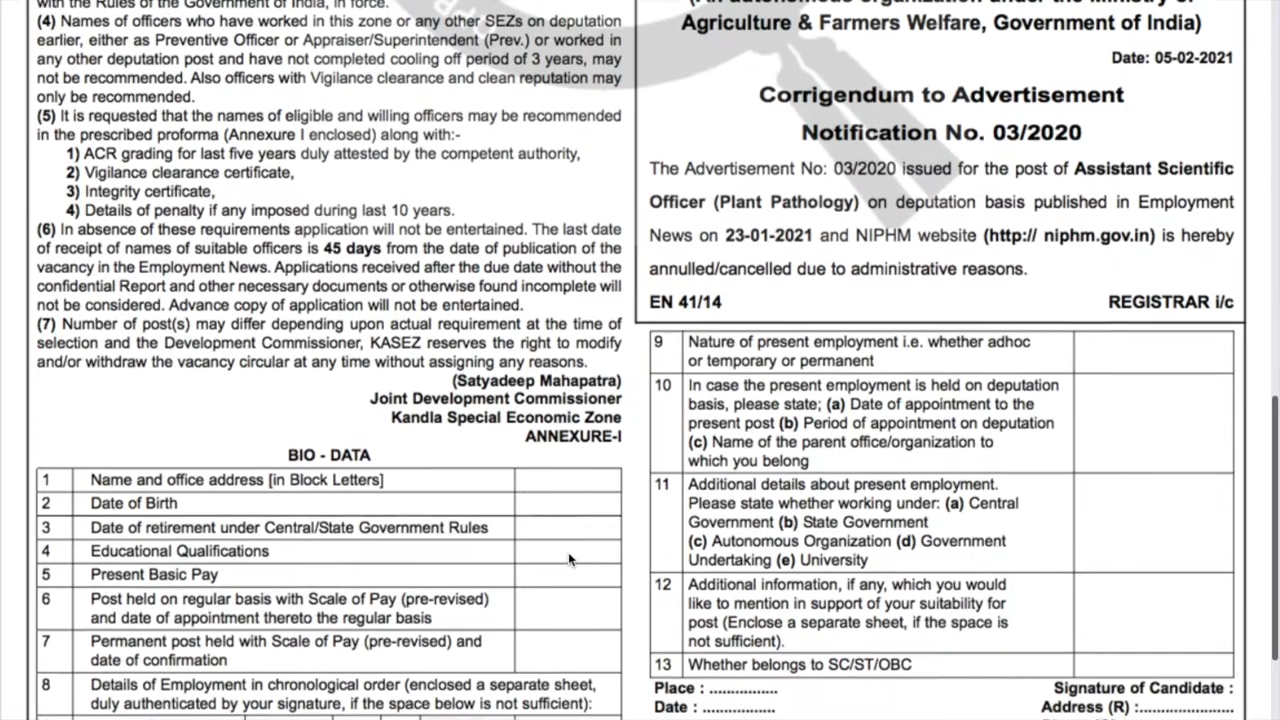 with the Rules of the Government of India, in force.
(4) Names of officers who have worked in this zone or any other SEZs on deputation
earlier, either as Preventive Officer or Appraiser/Superintendent (Prev.) or worked in
any other deputation post and have not completed cooling off period of 3 years, may
not be recommended. Also officers with Vigilance clearance and clean reputation may
only be recommended.
(5) It is requested that the names of eligible and willing officers may be recommended
in the prescribed proforma (Annexure I enclosed) along with:-
1) ACR grading for last five years duly attested by the competent authority,
2) Vigilance clearance certificate,
3) Integrity certificate,
4) Details of penalty if any imposed during last 10 years.
(6) In absence of these requirements application will not be entertained. The last date
of receipt of names of suitable officers is 45 days from the date of publication of the
vacancy in the Employment News. Applications received after the due date without the
confidential Report and other necessary documents or otherwise found incomplete will
not be considered. Advance copy of application will not be entertained.
(7) Number of post(s) may differ depending upon actual requirement at the time of
selection and the Development Commissioner, KASEZ reserves the right to modify
and/or withdraw the vacancy circular at any time without assigning any reasons.
(Satyadeep Mahapatra)
Joint Development Commissioner
Kandla Special Economic Zone
ANNEXURE-I
BIO - DATA
1 Name and office address [in Block Letters]
2 Date of Birth
3 Date of retirement under Central/State Government Rules
4 Educational Qualifications
5 Present Basic Pay
6 Post held on regular basis with Scale of Pay (pre-revised)
and date of appointment thereto the regular basis
7 Permanent post held with Scale of Pay (pre-revised) and
date of confirmation
8 Details of Employment in chronological order (enclosed a separate sheet,
duly authenticated by your signature, if the space below is not sufficient):
(An autonomous organization under the Ministry of
Agriculture & Farmers Welfare, Government of India)
Date: 05-02-2021
Corrigendum to Advertisement
Notification No. 03/2020
The Advertisement No: 03/2020 issued for the post of Assistant Scientific
Officer (Plant Pathology) on deputation basis published in Employment
News on 23-01-2021 and NIPHM website (http:// niphm.gov.in) is hereby
annulled/cancelled due to administrative reasons.
EN 41/14 REGISTRAR i/c
9 Nature of present employment i.e. whether adhoc
or temporary or permanent
10 In case the present employment is held on deputation
basis, please state; (a) Date of appointment to the
present post (b) Period of appointment on deputation
(c) Name of the parent office/organization to
which you belong
11 Additional details about present employment.
Please state whether working under: (a) Central
Government (b) State Government
(c) Autonomous Organization (d) Government
Undertaking (e) University
12 Additional information, if any, which you would
like to mention in support of your suitability for
post (Enclose a separate sheet, if the space is
not sufficient).
13 Whether belongs to SC/ST/OBC
Place : ............... Signature of Candidate :
Date : ................ Address (R) :.....................